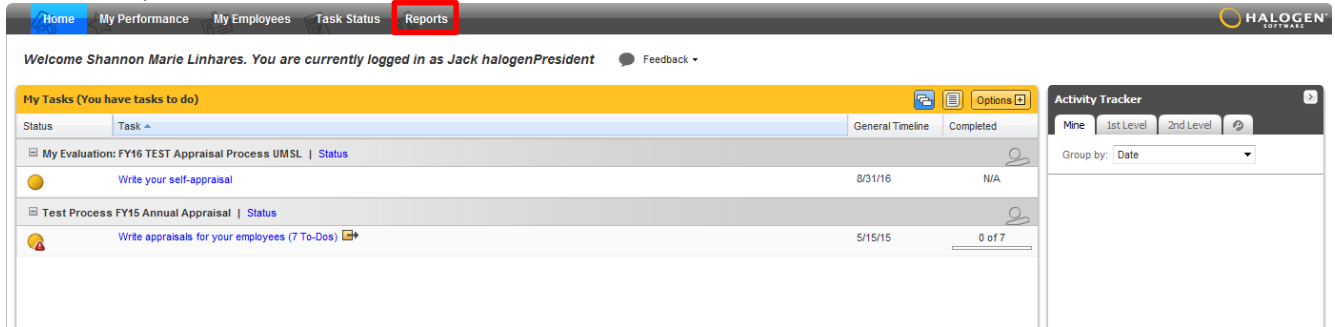 Home My Performance My Employees Task Status Reports HALOGEN
SOFTWARE
Welcome Shannon Marie Linhares. You are currently logged in as Jack halogenPresident Feedback
My Tasks (You have tasks to do) Options Activity Tracker
Status Task General Timeline Completed Mine 1st Level 2nd Level
My Evaluation: FY16 TEST Appraisal Process UMSL | Status Group by: Date
Write your self-appraisal 8/31/16 N/A
Test Process FY15 Annual Appraisal | Status
Write appraisals for your employees (7 To-Dos) 5/15/15 0 of 7